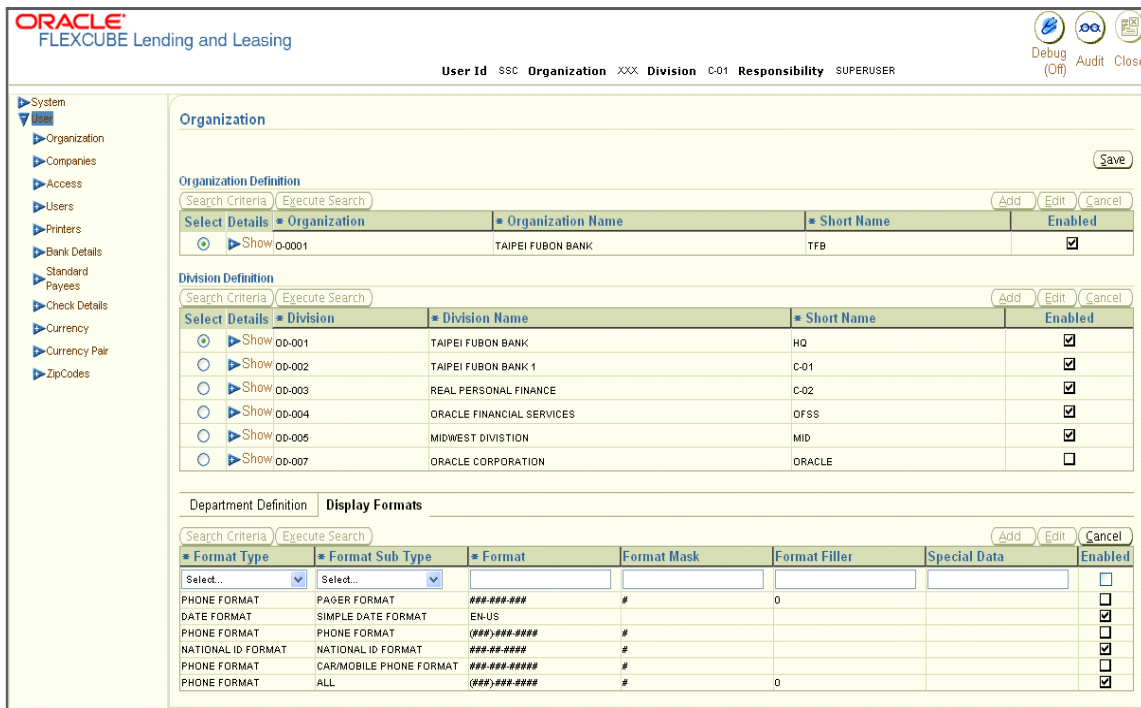 ORACLE
FLEXCUBE Lending and Leasing
Debug (Off)
Audit
Close
User Id SSC Organization XXX Division C-01 Responsibility SUPERUSER
System
User
Organization
Companies
Access
Users
Printers
Bank Details
Standard
Payees
Check Details
Currency
Currency Pair
ZipCodes
Organization
Save
Organization Definition
Search Criteria Execute Search Add Edit Cancel
Select Details * Organization * Organization Name * Short Name Enabled
Show O-0001 TAIPEI FUBON BANK TFB
Division Definition
Search Criteria Execute Search Add Edit Cancel
Select Details * Division * Division Name * Short Name Enabled
Show OD-001 TAIPEI FUBON BANK HQ
Show OD-002 TAIPEI FUBON BANK 1 C-01
Show OD-003 REAL PERSONAL FINANCE C-02
Show OD-004 ORACLE FINANCIAL SERVICES OFSS
Show OD-005 MIDWEST DIVISTION MID
Show OD-007 ORACLE CORPORATION ORACLE
Department Definition Display Formats
Search Criteria Execute Search Add Edit Cancel
* Format Type * Format Sub Type * Format Format Mask Format Filler Special Data Enabled
Select... Select...
PHONE FORMAT PAGER FORMAT ###-###-### # 0
DATE FORMAT SIMPLE DATE FORMAT EN-US
PHONE FORMAT PHONE FORMAT (###)-###-#### #
NATIONAL ID FORMAT NATIONAL ID FORMAT ###-##-#### #
PHONE FORMAT CAR/MOBILE PHONE FORMAT ###-###-##### #
PHONE FORMAT ALL (###)-###-#### # 0